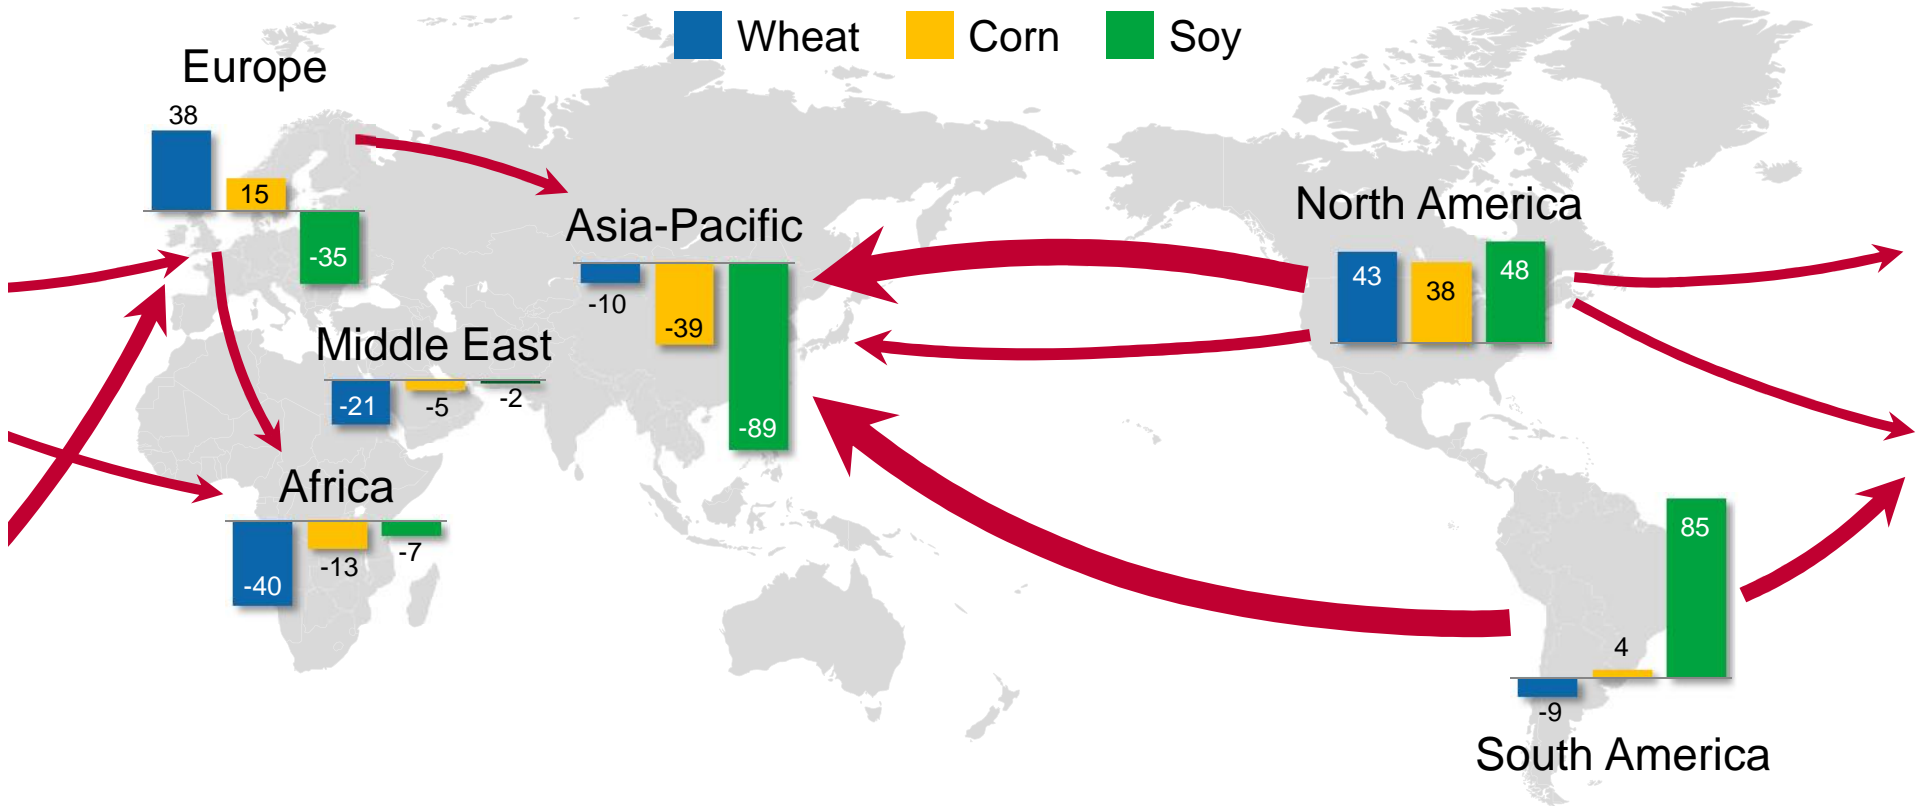 Wheat Corn Soy
Europe
38
15
-35
Asia-Pacific
-10
-39
-89
North America
43
38
48
Middle East
-21
-5
-2
Africa
-40
-13
-7
85
4
-9
South America